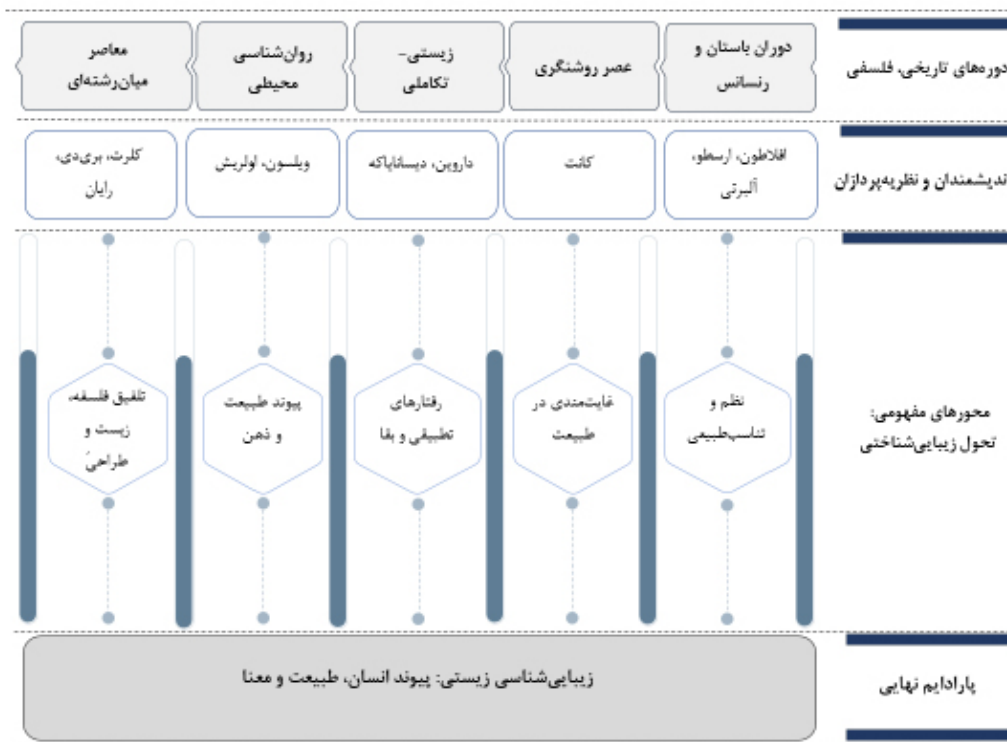 دوره‌های تاریخی، فلسفی
دوران باستان و
رنسانس
عصر روشنگری
زیستی-
تکاملی
روان‌شناسی
محیطی
معاصر
میان‌رشته‌ای
ندیشمندان و نظریه‌پردازان
افلاطون، ارسطو،
آلبرتی
کانت
داروین، دیسانایاکه
ویلسون، اولریش
کلرت، بری‌دی،
رایان
محورهای مفهومی:
تحول زیبایی‌شناختی
نظم و
تناسب‌طبیعی
غایت‌مندی در
طبیعت
رفتارهای
تطبیقی و بقا
پیوند طبیعت
و ذهن
تلفیق فلسفه،
زیست و
طراحی
پارادایم نهایی
زیبایی‌شناسی زیستی: پیوند انسان، طبیعت و معنا